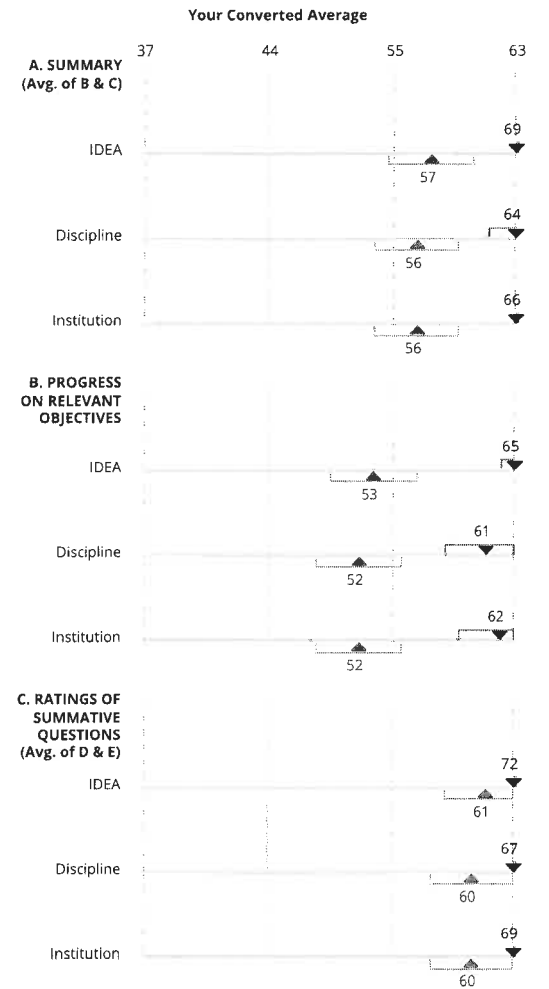 Your Converted Average
37 44 55 63
A. SUMMARY
(Avg. of B & C)
69
IDEA
57
64
Discipline
56
66
Institution
56
B. PROGRESS
ON RELEVANT
OBJECTIVES
65
IDEA
53
61
Discipline
52
62
Institution
52
C. RATINGS OF
SUMMATIVE
QUESTIONS
(Avg. of D & E)
72
IDEA
61
67
Discipline
60
69
Institution
60